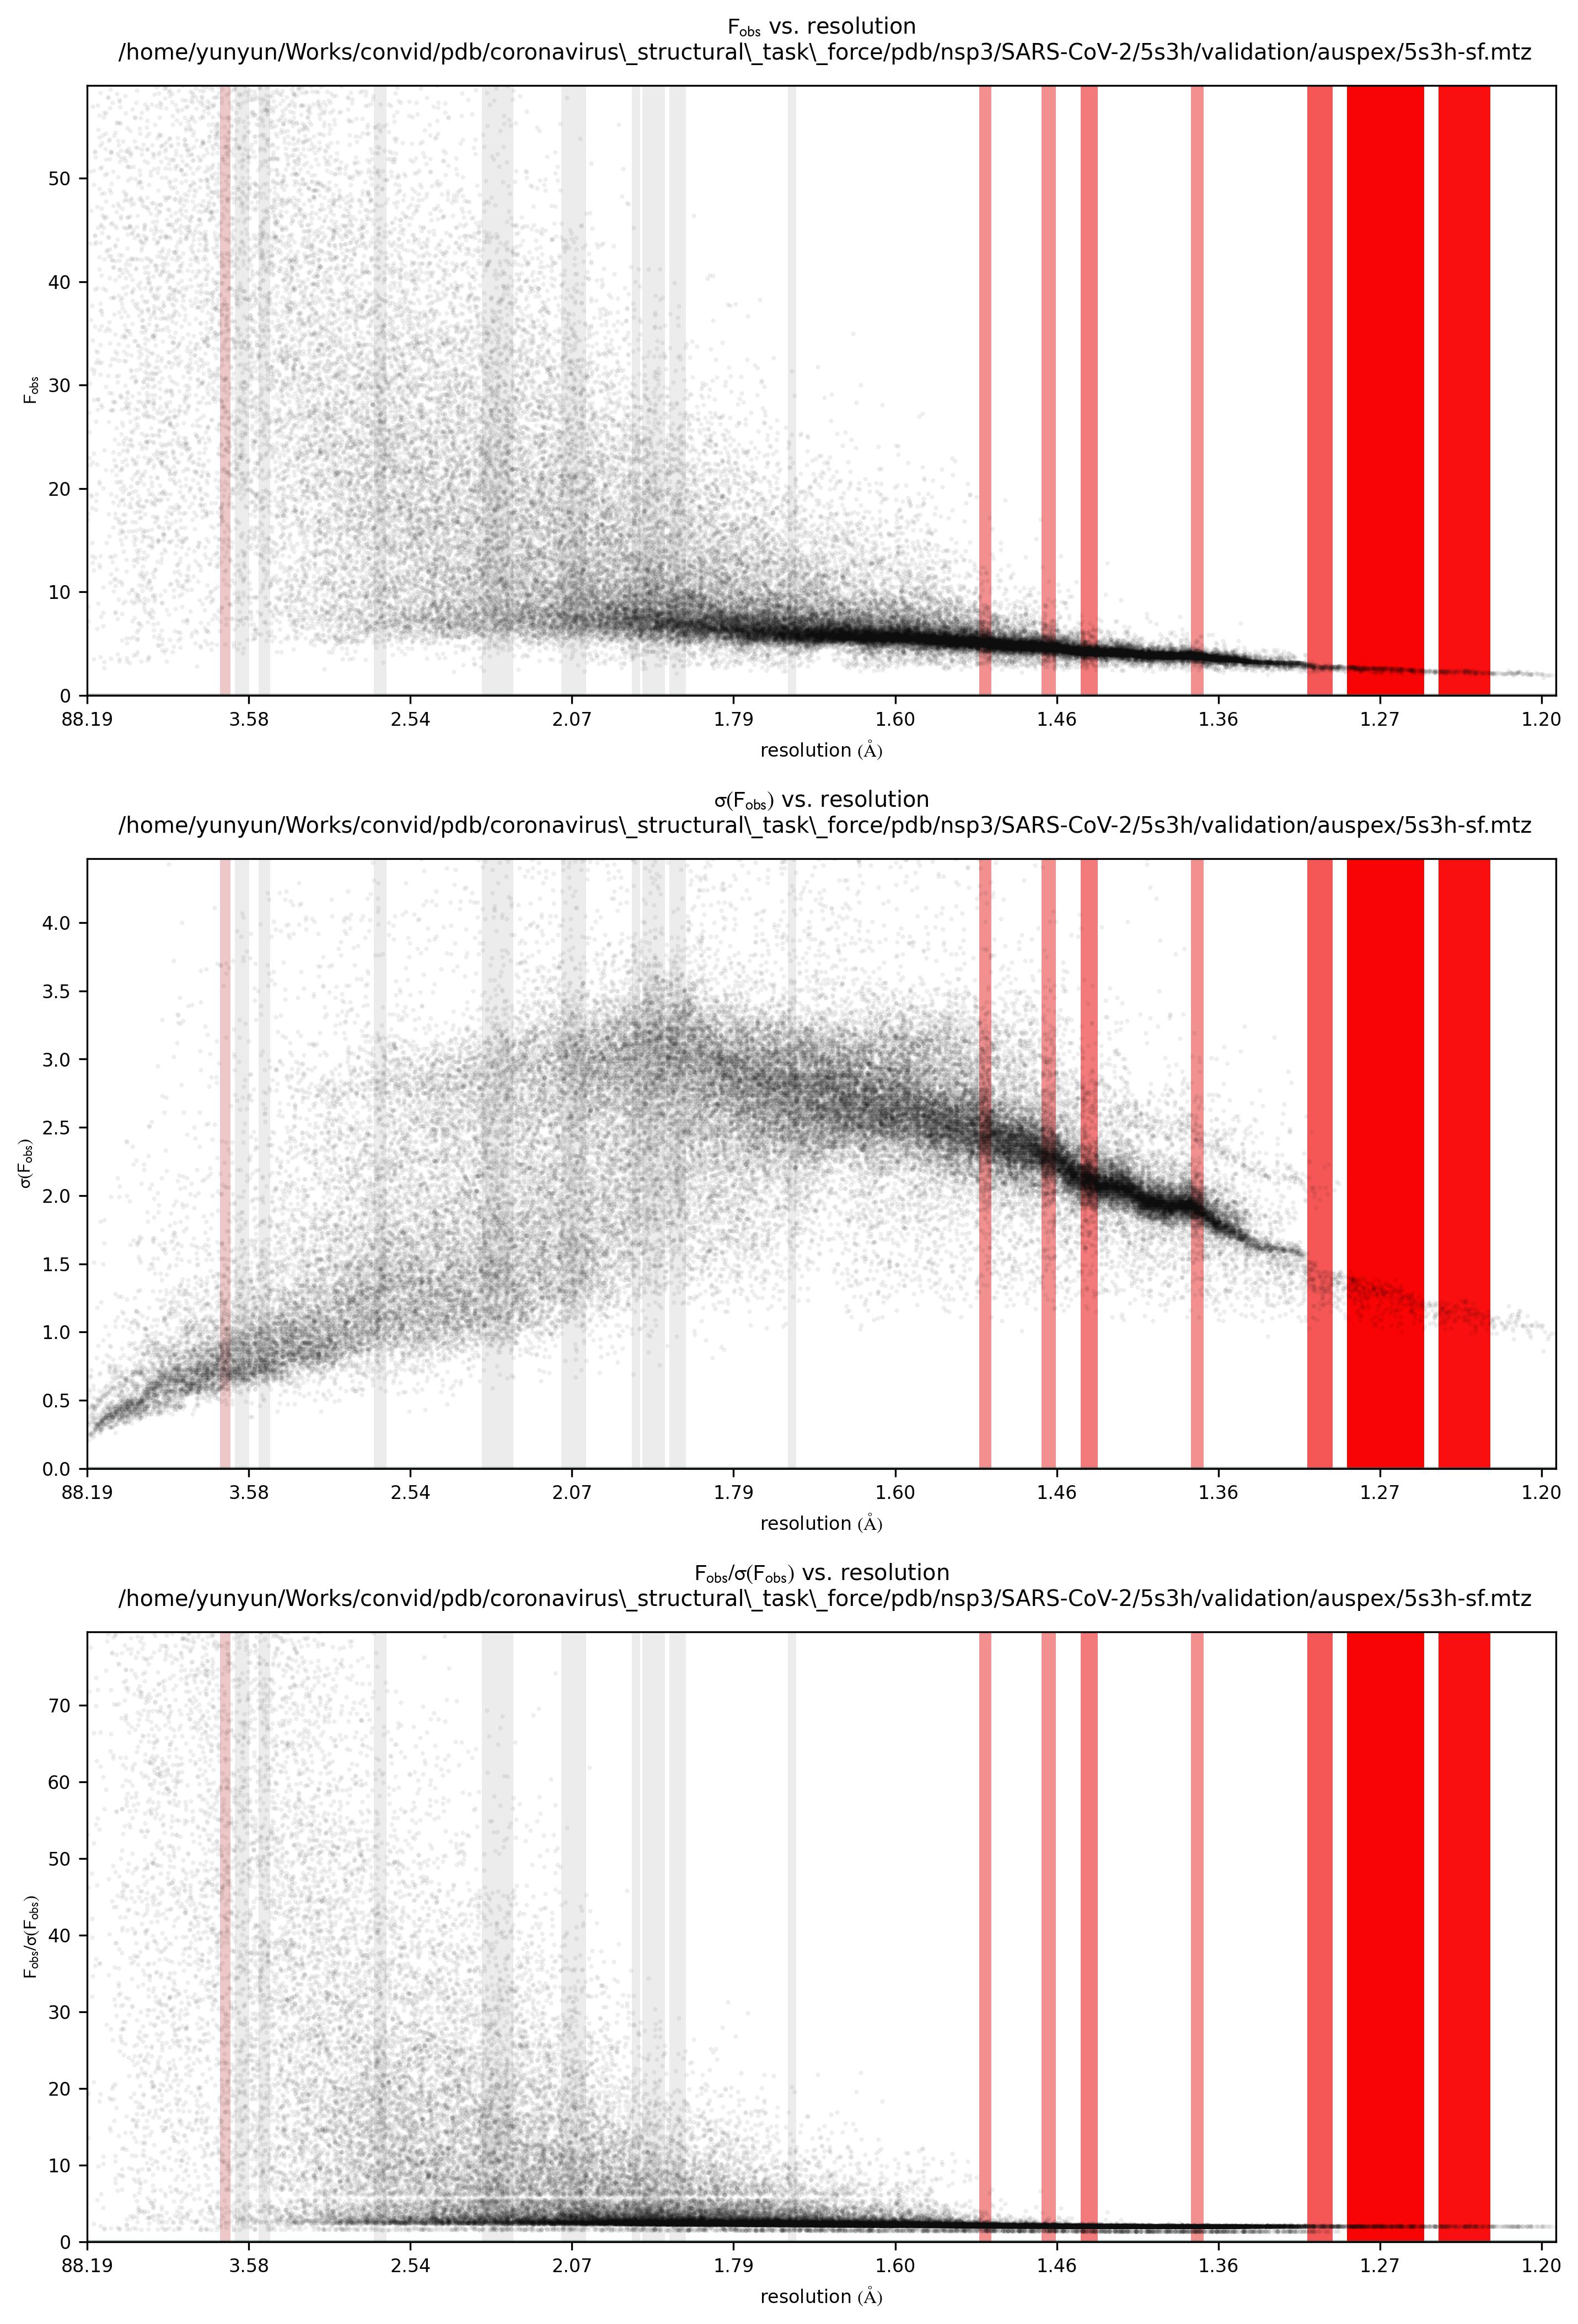 Fobs vs. resolution
/home/yunyun/Works/convid/pdb/coronavirus\_structural\_task\_force/pdb/nsp3/SARS-CoV-2/5s3h/validation/auspex/5s3h-sf.mtz
50
40
30
20
10
0
Fobs
88.19 3.58 2.54 2.07 1.79 1.60 1.46 1.36 1.27 1.20
resolution (Å)
σ(Fobs) vs. resolution
/home/yunyun/Works/convid/pdb/coronavirus\_structural\_task\_force/pdb/nsp3/SARS-CoV-2/5s3h/validation/auspex/5s3h-sf.mtz
4.0
3.5
3.0
2.5
2.0
1.5
1.0
0.5
0.0
σ(Fobs)
88.19 3.58 2.54 2.07 1.79 1.60 1.46 1.36 1.27 1.20
resolution (Å)
Fobs/σ(Fobs) vs. resolution
/home/yunyun/Works/convid/pdb/coronavirus\_structural\_task\_force/pdb/nsp3/SARS-CoV-2/5s3h/validation/auspex/5s3h-sf.mtz
70
60
50
40
30
20
10
0
Fobs/σ(Fobs)
88.19 3.58 2.54 2.07 1.79 1.60 1.46 1.36 1.27 1.20
resolution (Å)